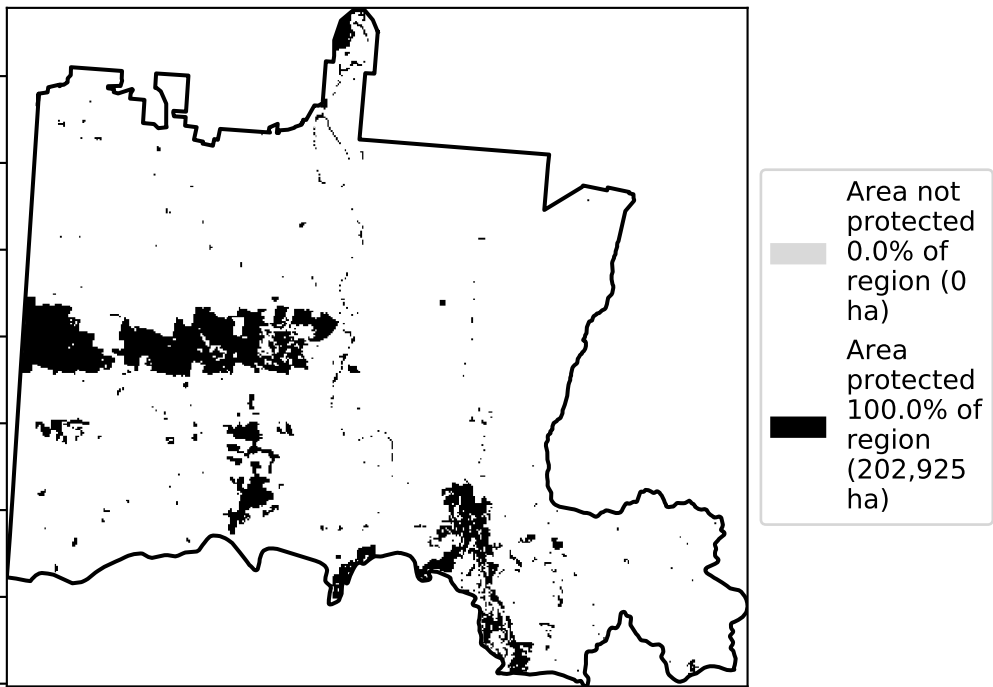 Area not
protected
0.0% of
region (0
ha)
Area
protected
100.0% of
region
(202,925
ha)